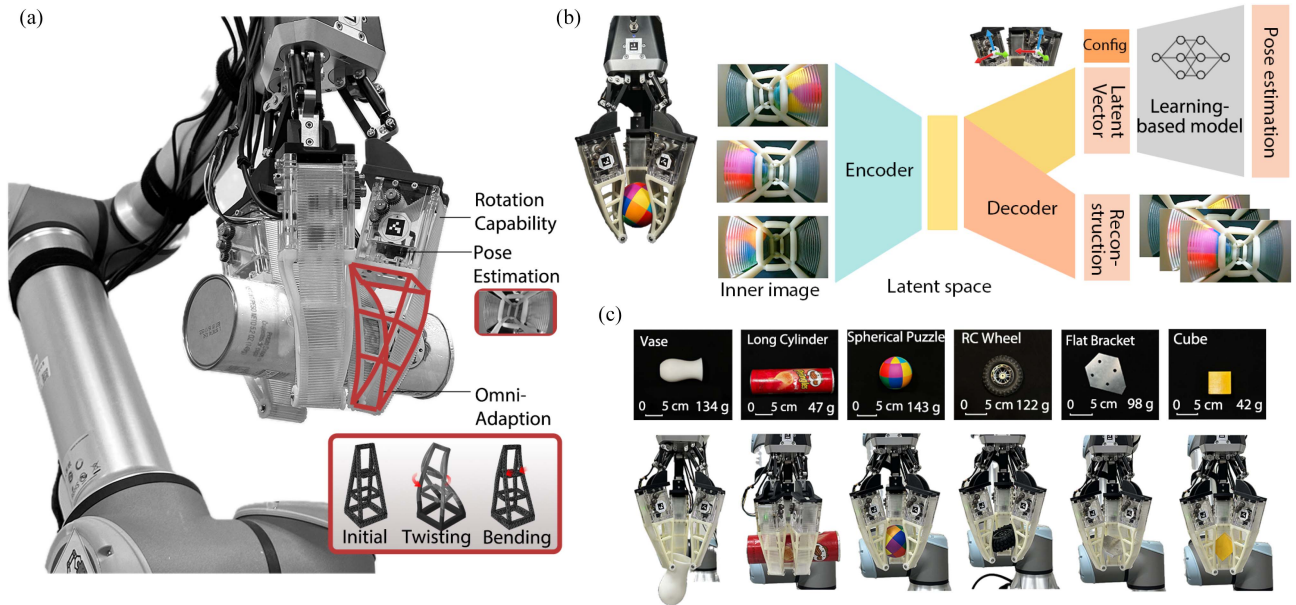 (a)
Rotation
Capability
Pose
Estimation
Omni-
Adaption
Initial
Twisting
Bending
(b)
Inner image
Encoder
Latent space
Decoder
Config
Latent
Vector
Recon-
struction
Learning-
based model
Pose estimation
(c)
Vase
0 5 cm 134 g
Long Cylinder
0 5 cm 47 g
Spherical Puzzle
0 5 cm 143 g
RC Wheel
0 5 cm 122 g
Flat Bracket
0 5 cm 98 g
Cube
0 5 cm 42 g